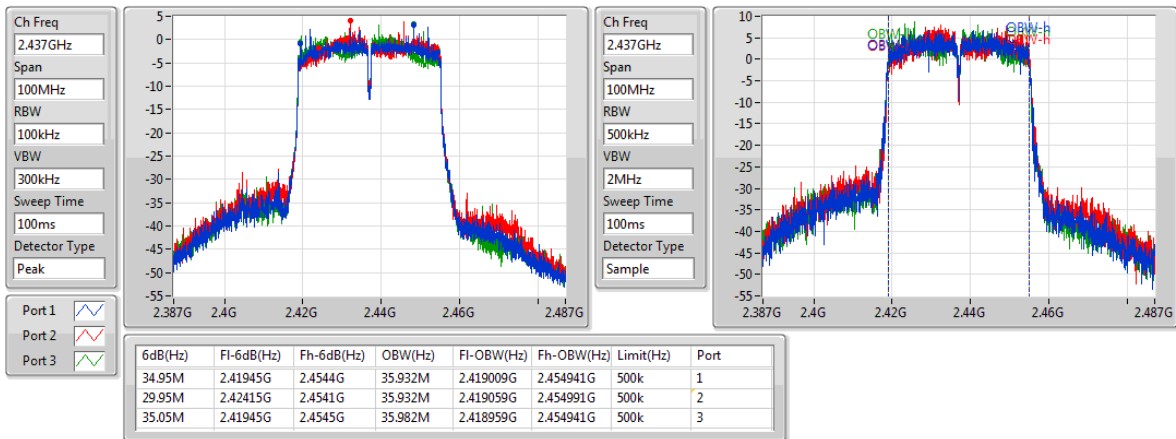 Ch Freq
2.437GHz
Span
100MHz
RBW
100kHz
VBW
300kHz
Sweep Time
100ms
Detector Type
Peak
5
0
-5
-10
-15
-20
-25
-30
-35
-40
-45
-50
-55
2.387G 2.4G 2.42G 2.44G 2.46G 2.487G
Port 1
Port 2
Port 3
Ch Freq
2.437GHz
Span
100MHz
RBW
500kHz
VBW
2MHz
Sweep Time
100ms
Detector Type
Sample
10
5
0
-5
-10
-15
-20
-25
-30
-35
-40
-45
-50
-55
OBW-h
OBW-h
2.387G 2.4G 2.42G 2.44G 2.46G 2.487G
6dB(Hz) Fl-6dB(Hz) Fh-6dB(Hz) OBW(Hz) Fl-OBW(Hz) Fh-OBW(Hz) Limit(Hz) Port
34.95M 2.41945G 2.4544G 35.932M 2.419009G 2.454941G 500k 1
29.95M 2.42415G 2.4541G 35.932M 2.419059G 2.454991G 500k 2
35.05M 2.41945G 2.4545G 35.982M 2.418959G 2.454941G 500k 3